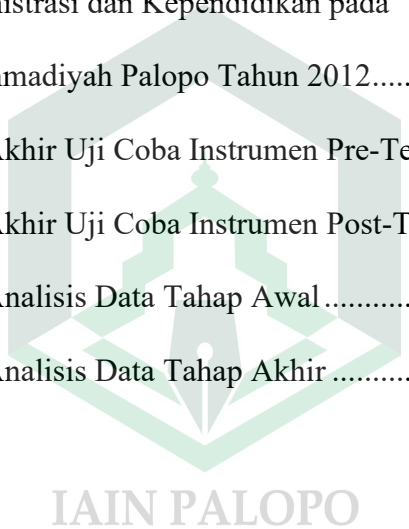 nistrasi dan Kependidikan pada
madiyah Palopo Tahun 2012.....
Akhir Uji Coba Instrumen Pre-Te
Akhir Uji Coba Instrumen Post-T
Analisis Data Tahap Awal............
Analisis Data Tahap Akhir ..........
IAIN PALOPO